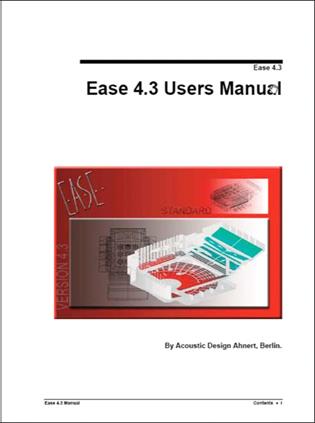 Ease 4.3
Ease 4.3 Users Manual
EASE
STANDARD
VERSION 4.3
By Acoustic Design Ahnert, Berlin.
Ease 4.3 Manual Contents • i